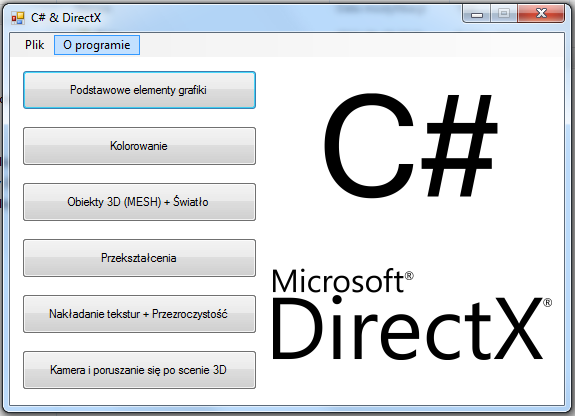 C# & DirectX
Plik O programie
Podstawowe elementy grafiki
Kolorowanie
Obiekty 3D (MESH) + Światło
Przekształcenia
Nakładanie tekstur + Przezroczystość
Kamera i poruszanie się po scenie 3D
C#
Microsoft®
DirectX®